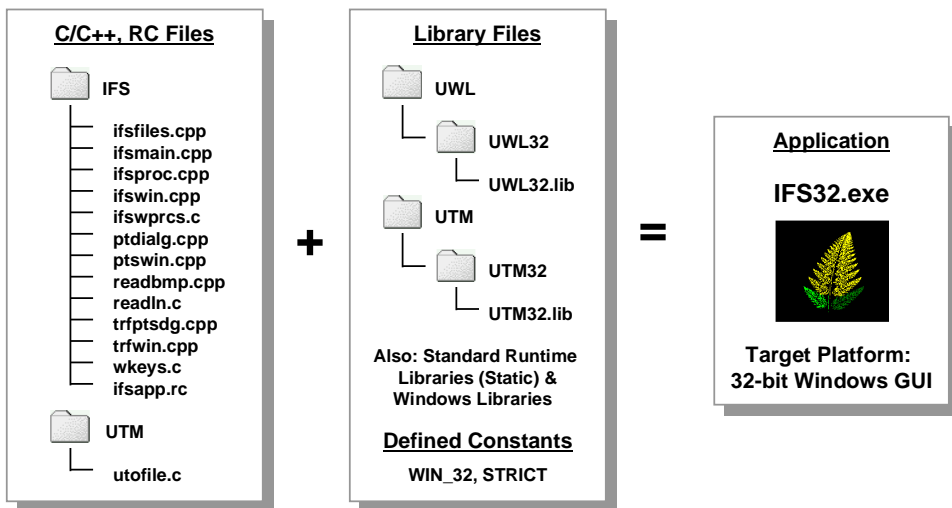 C/C++, RC Files
IFS
ifsfiles.cpp
ifsmain.cpp
ifsproc.cpp
ifswin.cpp
ifswprcs.c
ptdialg.cpp
ptswin.cpp
readbmp.cpp
readln.c
trfptsdg.cpp
trfwin.cpp
wkeys.c
ifsapp.rc
UTM
utofile.c
+
Library Files
UWL
UWL32
UWL32.lib
UTM
UTM32
UTM32.lib
Also: Standard Runtime
Libraries (Static) &
Windows Libraries
Defined Constants
WIN_32, STRICT
=
Application
IFS32.exe
Target Platform:
32-bit Windows GUI